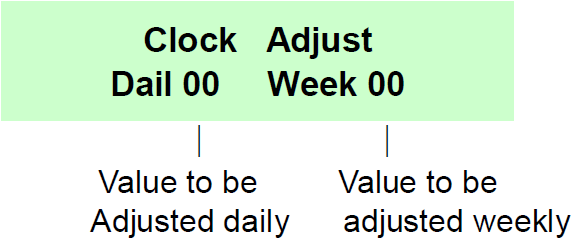 Clock Adjust
Dail 00 Week 00
Value to be Value to be
Adjusted daily adjusted weekly